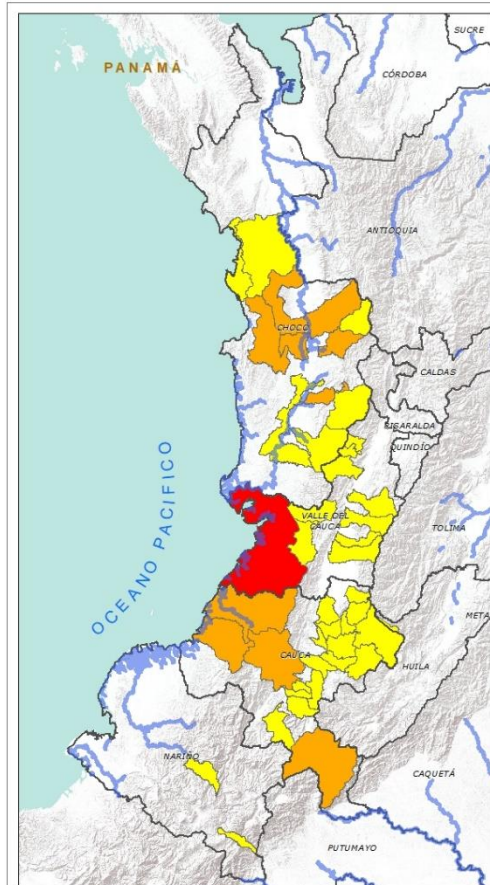 SUCRE
PANAMÁ
CÓRDOBA
ANTIOQUIA
CHOCÓ
CALDAS
RISARALDA
QUINDÍO
OCEANO PACIFICO
VALLE DEL
CAUCA
TOLIMA
META
CAUCA
HUILA
NARIÑO
CAQUETÁ
PUTUMAYO